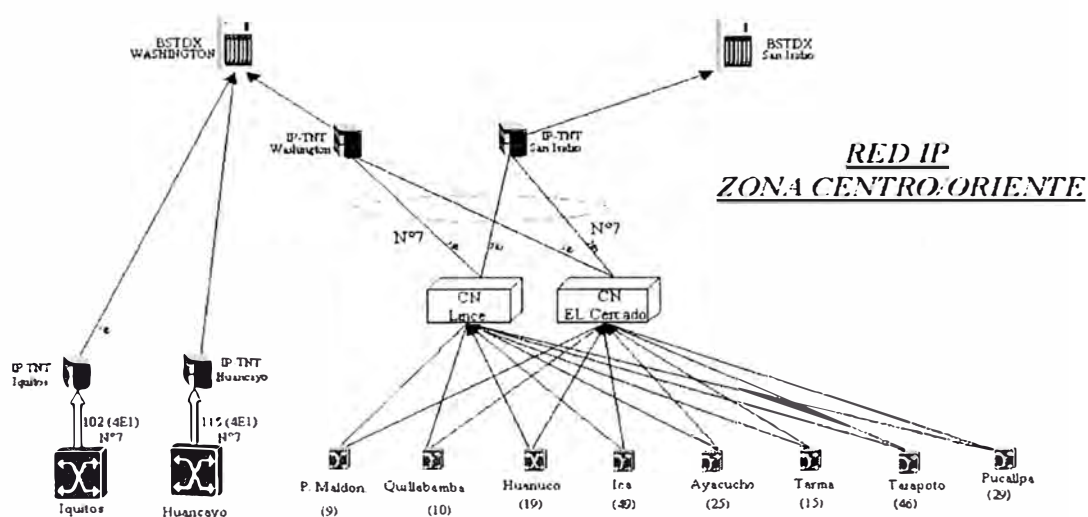 BSTDX
WASHINGTON
BSTDX
San Isidro
IP-TNT
Washington
IP-TNT
San Isidro
RED IP
ZONA CENTRO/ORIENTE
N°7
N°7
CN
Lince
CN
EL Cercado
IP TNT
Iquitos
IP TNT
Huancayo
102 (4E1)
N°7
115 (4E1)
N°7
Iquitos
Huancayo
P. Maldon
(9)
Quillabamba
(10)
Huanuco
(19)
Ica
(49)
Ayacucho
(25)
Tarma
(15)
Tarapoto
(46)
Pucallpa
(29)